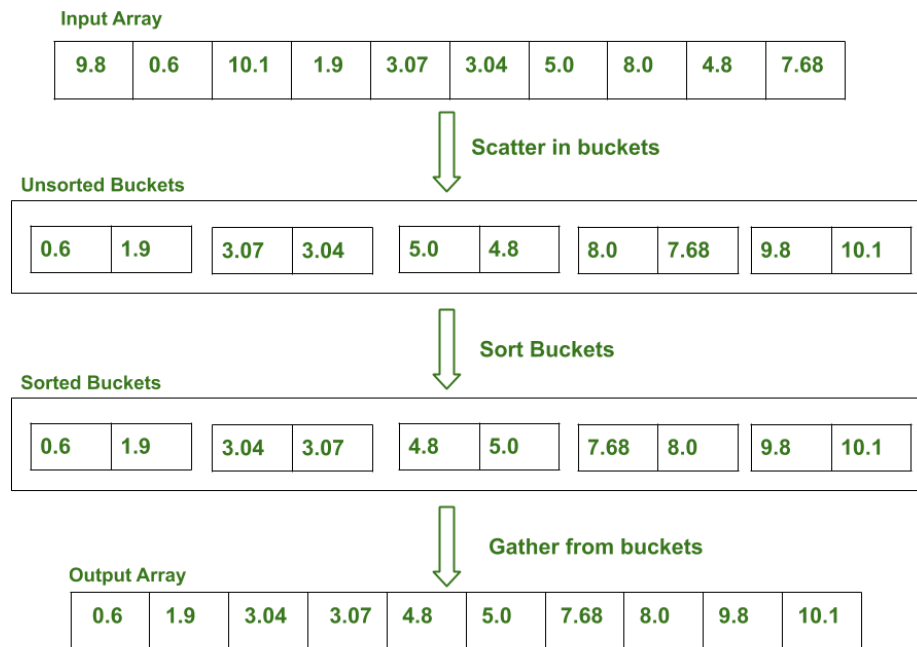 Input Array
9.8 0.6 10.1 1.9 3.07 3.04 5.0 8.0 4.8 7.68
Scatter in buckets
Unsorted Buckets
0.6 1.9 3.07 3.04 5.0 4.8 8.0 7.68 9.8 10.1
Sort Buckets
Sorted Buckets
0.6 1.9 3.04 3.07 4.8 5.0 7.68 8.0 9.8 10.1
Gather from buckets
Output Array
0.6 1.9 3.04 3.07 4.8 5.0 7.68 8.0 9.8 10.1